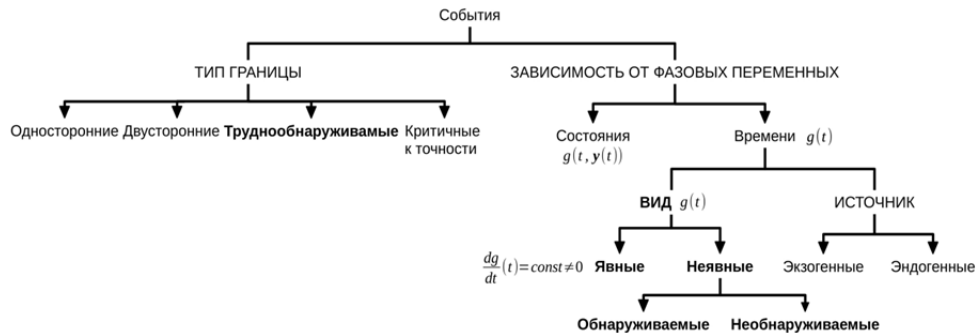 События
ТИП ГРАНИЦЫ
ЗАВИСИМОСТЬ ОТ ФАЗОВЫХ ПЕРЕМЕННЫХ
Односторонние Двусторонние Труднообнаруживамые Критичные
к точности
Состояния
g(t, y(t))
Времени g(t)
ВИД g(t)
ИСТОЧНИК
dg/dt (t)=const≠0 Явные Неявные Экзогенные Эндогенные
Обнаруживаемые Необнаруживаемые